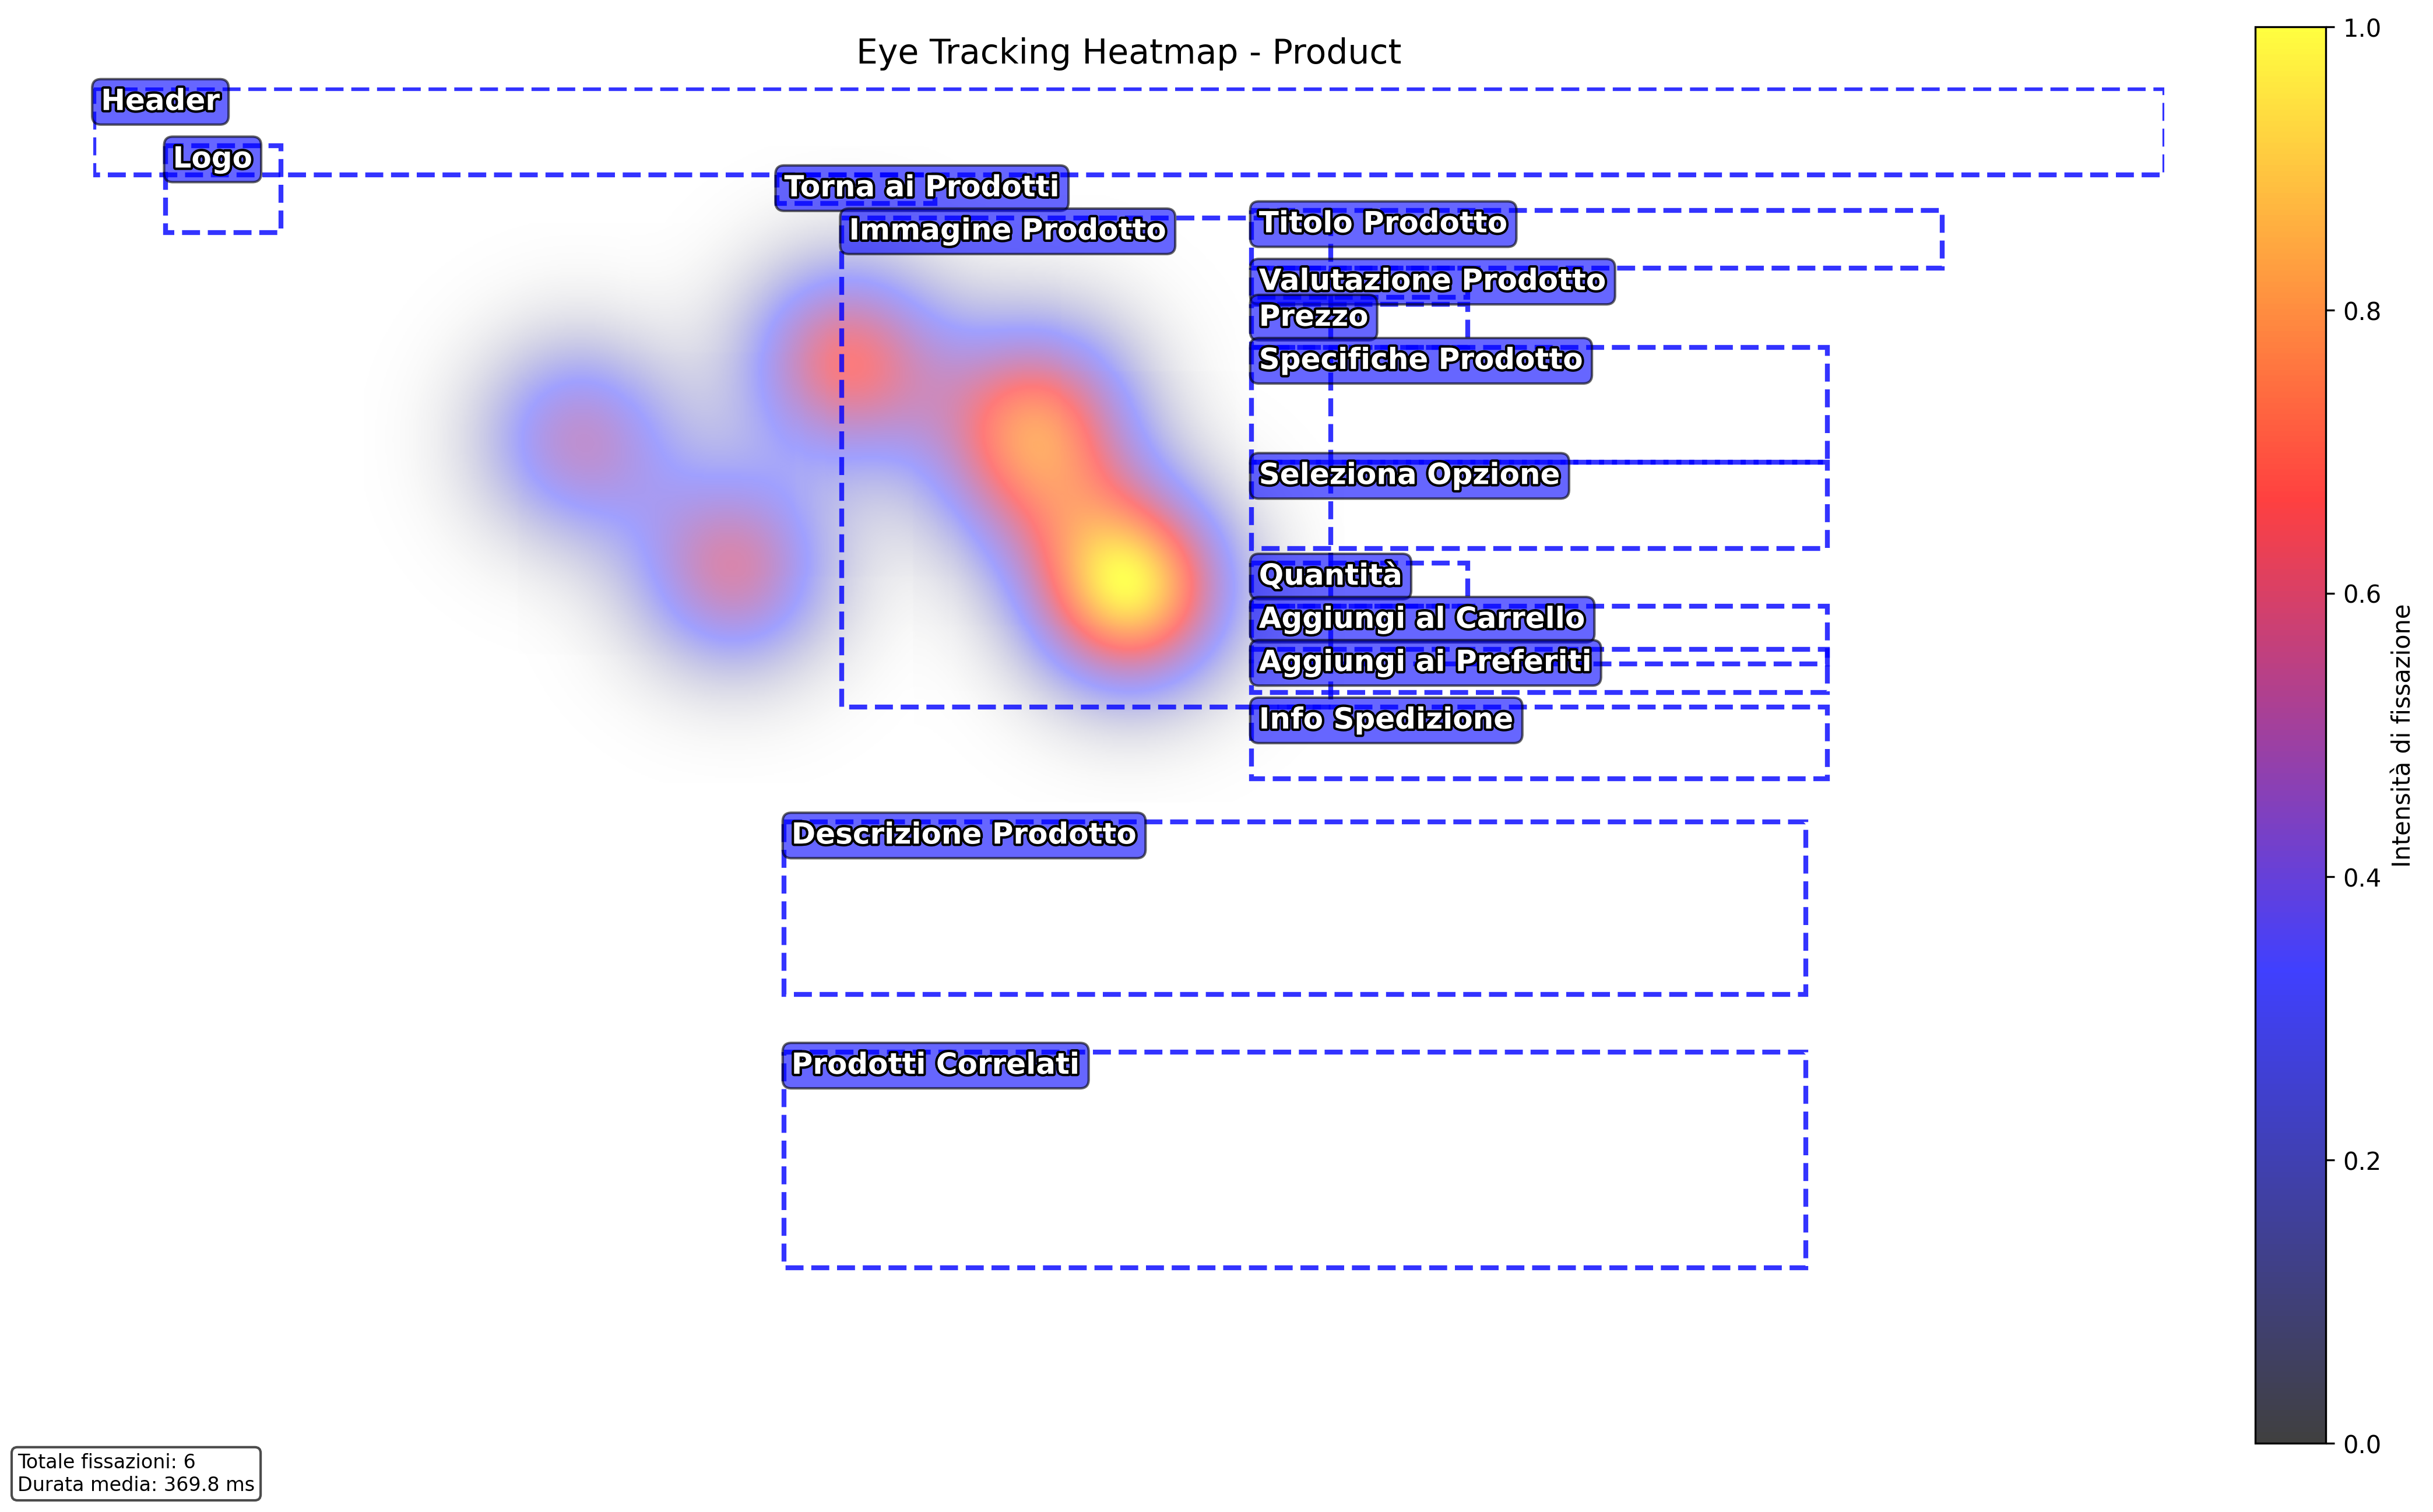 Eye Tracking Heatmap - Product
Header
Logo
Torna ai Prodotti
Immagine Prodotto
Titolo Prodotto
Valutazione Prodotto
Prezzo
Specifiche Prodotto
Seleziona Opzione
Quantità
Aggiungi al Carrello
Aggiungi ai Preferiti
Info Spedizione
Descrizione Prodotto
Prodotti Correlati
1.0
0.8
0.6
0.4
0.2
0.0
Intensità di fissazione
Totale fissazioni: 6
Durata media: 369.8 ms